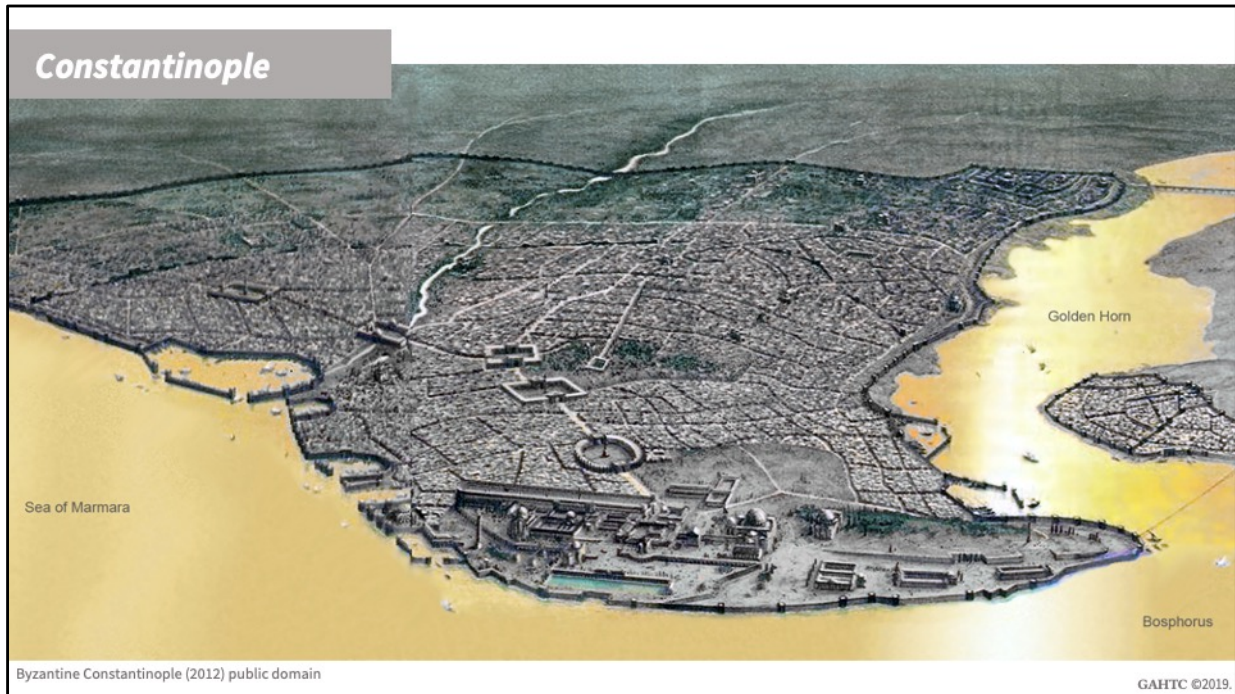 Constantinople
Golden Horn
Sea of Marmara
Bosphorus
Byzantine Constantinople (2012) public domain
GAHTC ©2019.